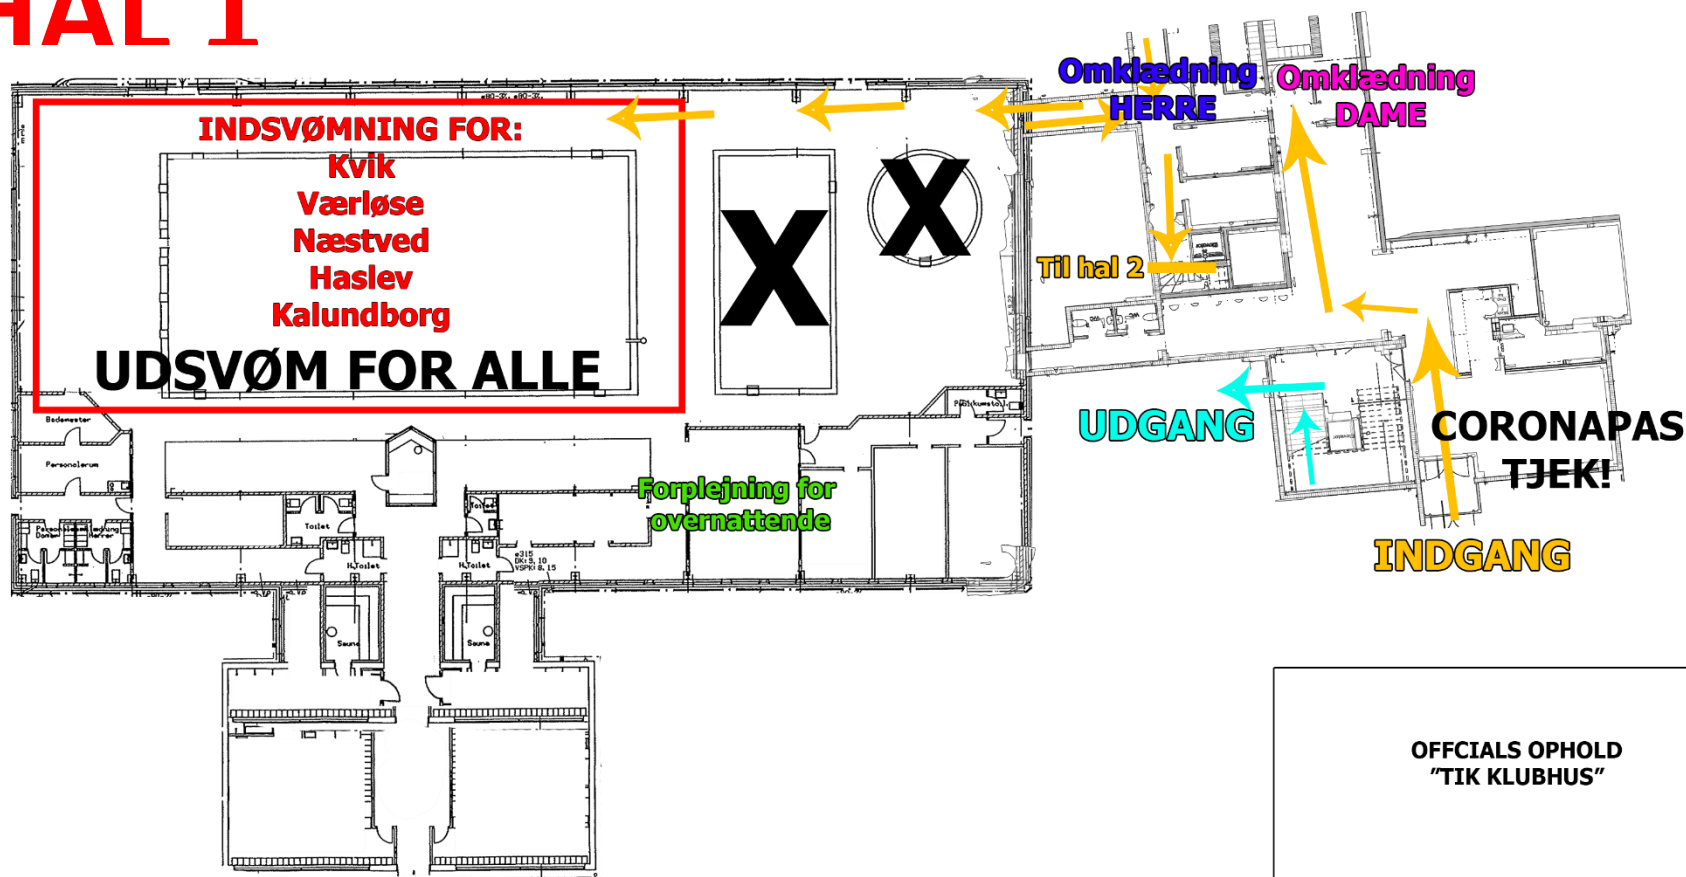 HAL 1
Omklædning
HERRE
Omklædning
DAME
INDSVØMNING FOR:
Kvik
Værløse
Næstved
Haslev
Kalundborg
UDSVØM FOR ALLE
X
X
Til hal 2
UDGANG
CORONAPAS
TJEK!
INDGANG
Forplejning for
overnattende
Bademester
Personalerum
Toilet
Toilet
H.Toilet
H.Toilet
Sauna
Sauna
OFFCIALS OPHOLD
”TIK KLUBHUS”